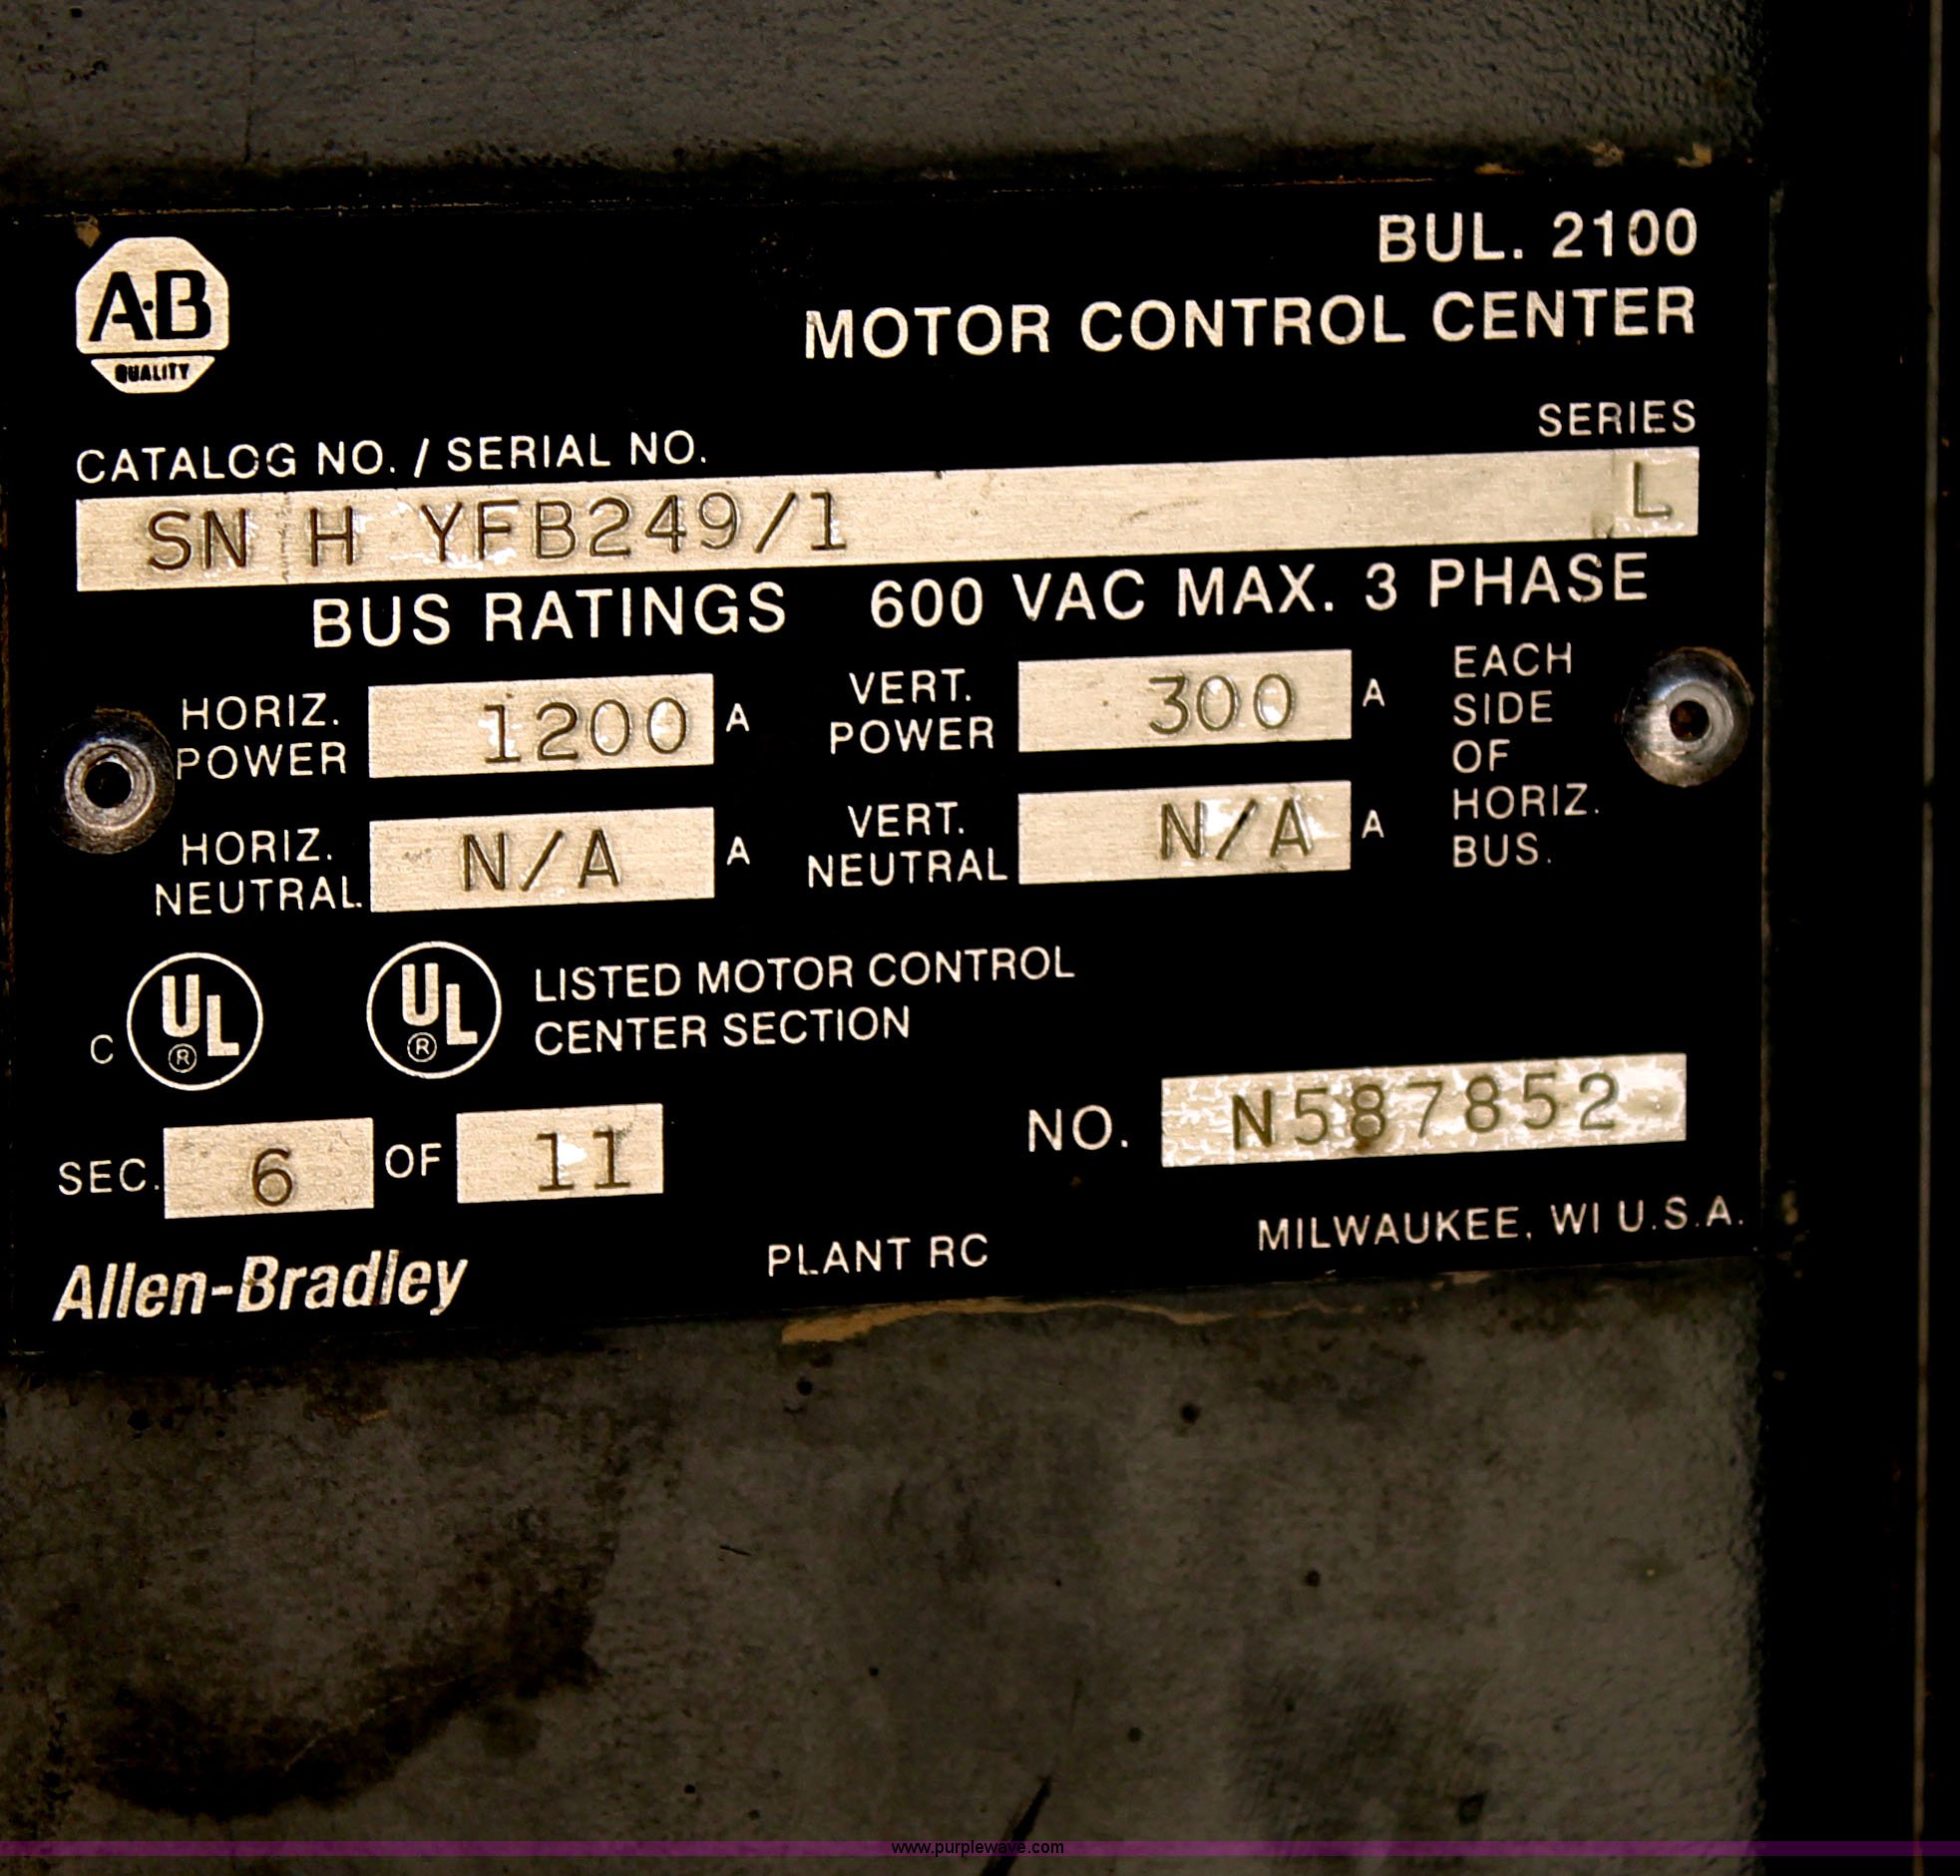 BUL. 2100
A·B
QUALITY
MOTOR CONTROL CENTER
CATALOG NO. / SERIAL NO.
SERIES
SN H YFB249/1
L
BUS RATINGS 600 VAC MAX. 3 PHASE
HORIZ.
POWER
1200
A
VERT.
POWER
300
A
EACH
SIDE
OF
HORIZ.
BUS.
HORIZ.
NEUTRAL.
N/A
A
VERT.
NEUTRAL
N/A
A
C UL ®
UL ®
LISTED MOTOR CONTROL
CENTER SECTION
SEC. 6 OF 11
NO. N587852
Allen-Bradley
PLANT RC
MILWAUKEE, WI U.S.A.
www.purplewave.com